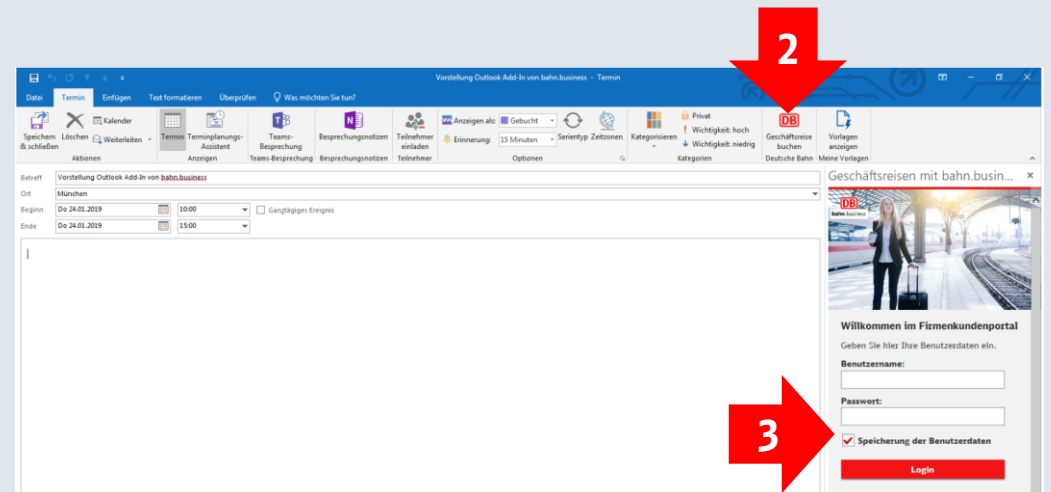 2
Vorstellung Outlook Add-In von bahn.business - Termin
Datei Termin Einfügen Text formatieren Überprüfen Was möchten Sie tun?
Speichern & schließen
Löschen
Kalender
Weiterleiten
Aktionen
Termin
Terminplanungs-Assistent
Anzeigen
Teams-Besprechung
Teams-Besprechung
Besprechungsnotizen
Besprechungsnotizen
Teilnehmer einladen
Teilnehmer
Anzeigen als: Gebucht
Erinnerung: 15 Minuten
Serientyp
Zeitzonen
Optionen
Kategorisieren
Privat
Wichtigkeit: hoch
Wichtigkeit: niedrig
Kategorien
DB
Geschäftsreise buchen
Deutsche Bahn
Vorlagen anzeigen
Meine Vorlagen
Betreff Vorstellung Outlook Add-In von bahn.business
Ort München
Beginn Do 24.01.2019 10:00 Ganztägiges Ereignis
Ende Do 24.01.2019 15:00
Geschäftsreisen mit bahn.busin...
DB
bahn.business
Willkommen im Firmenkundenportal
Geben Sie hier Ihre Benutzerdaten ein.
Benutzername:
Passwort:
3
Speicherung der Benutzerdaten
Login